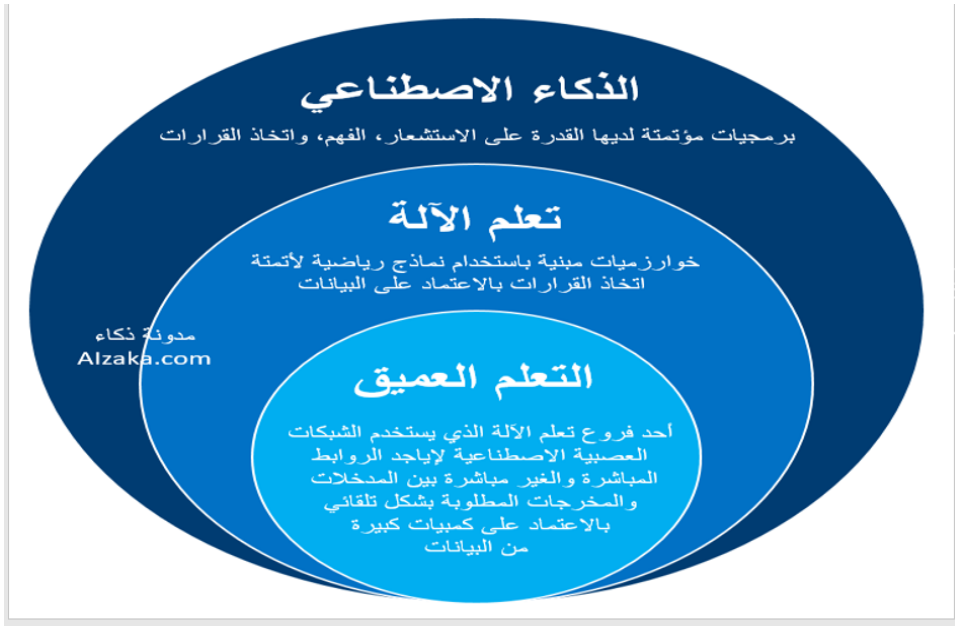 الذكاء الاصطناعي
برمجيات مؤتمتة لديها القدرة على الاستشعار، الفهم، واتخاذ القرارات
تعلم الآلة
خوارزميات مبنية باستخدام نماذج رياضية لأتمتة
اتخاذ القرارات بالاعتماد على البيانات
مدونة ذكاء
Alzaka.com
التعلم العميق
أحد فروع تعلم الآلة الذي يستخدم الشبكات
العصبية الاصطناعية لإياجد الروابط
المباشرة والغير مباشرة بين المدخلات
والمخرجات المطلوبة بشكل تلقائي
بالاعتماد على كمبيات كبيرة
من البيانات